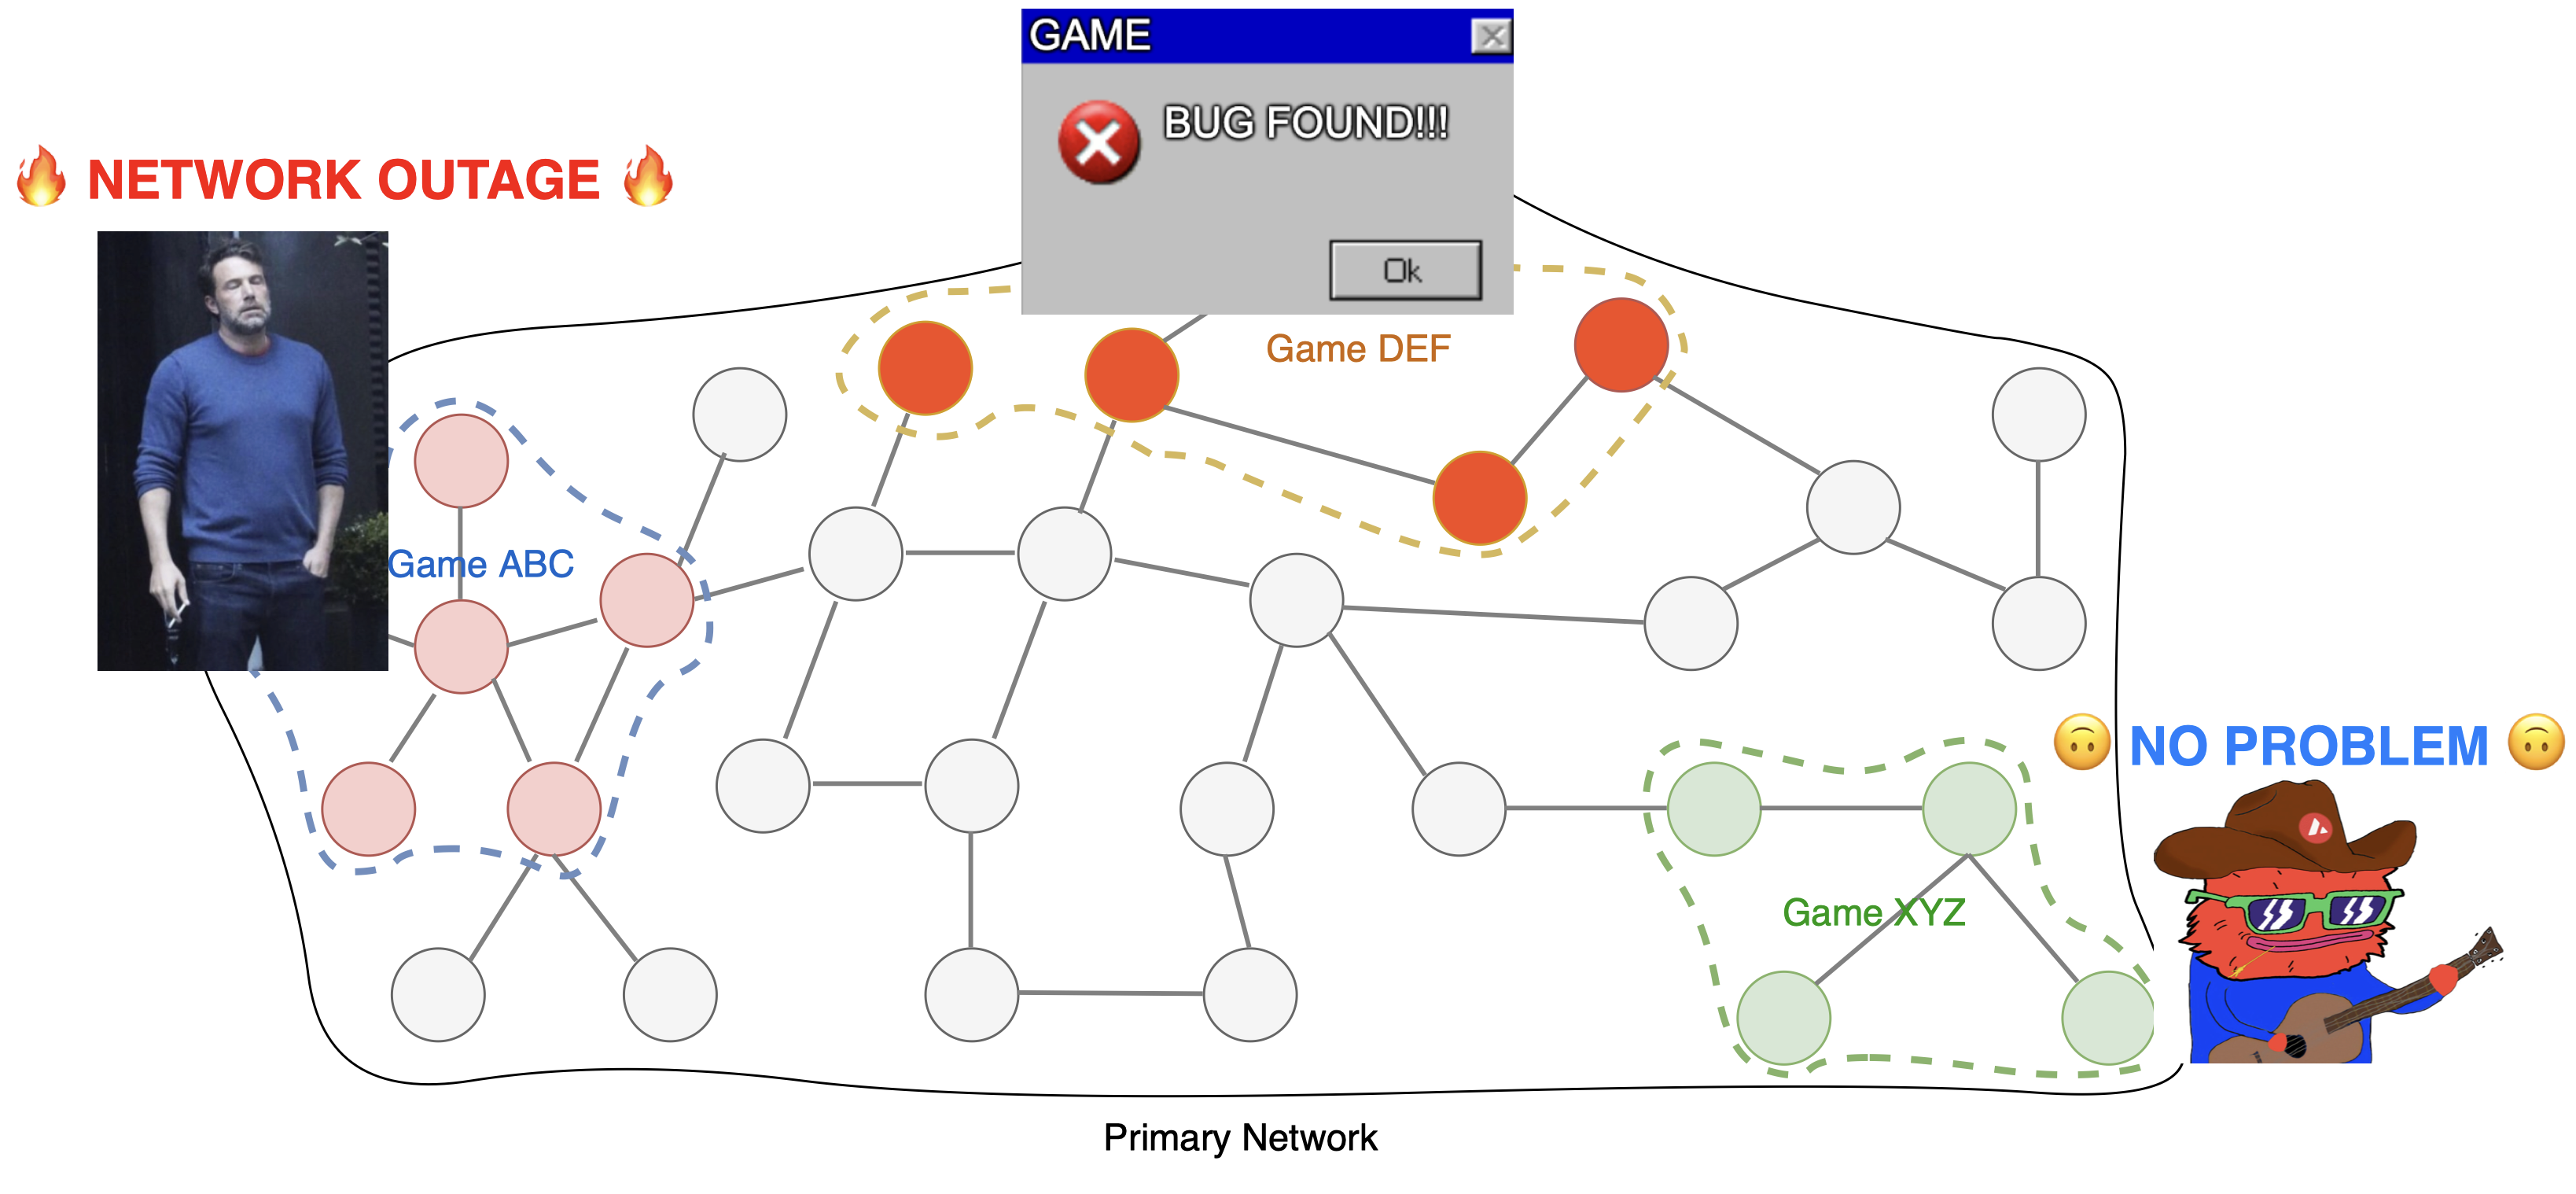 GAME
BUG FOUND!!!
Ok
🔥 NETWORK OUTAGE 🔥
Game DEF
Game ABC
🙃 NO PROBLEM 🙃
Game XYZ
Primary Network